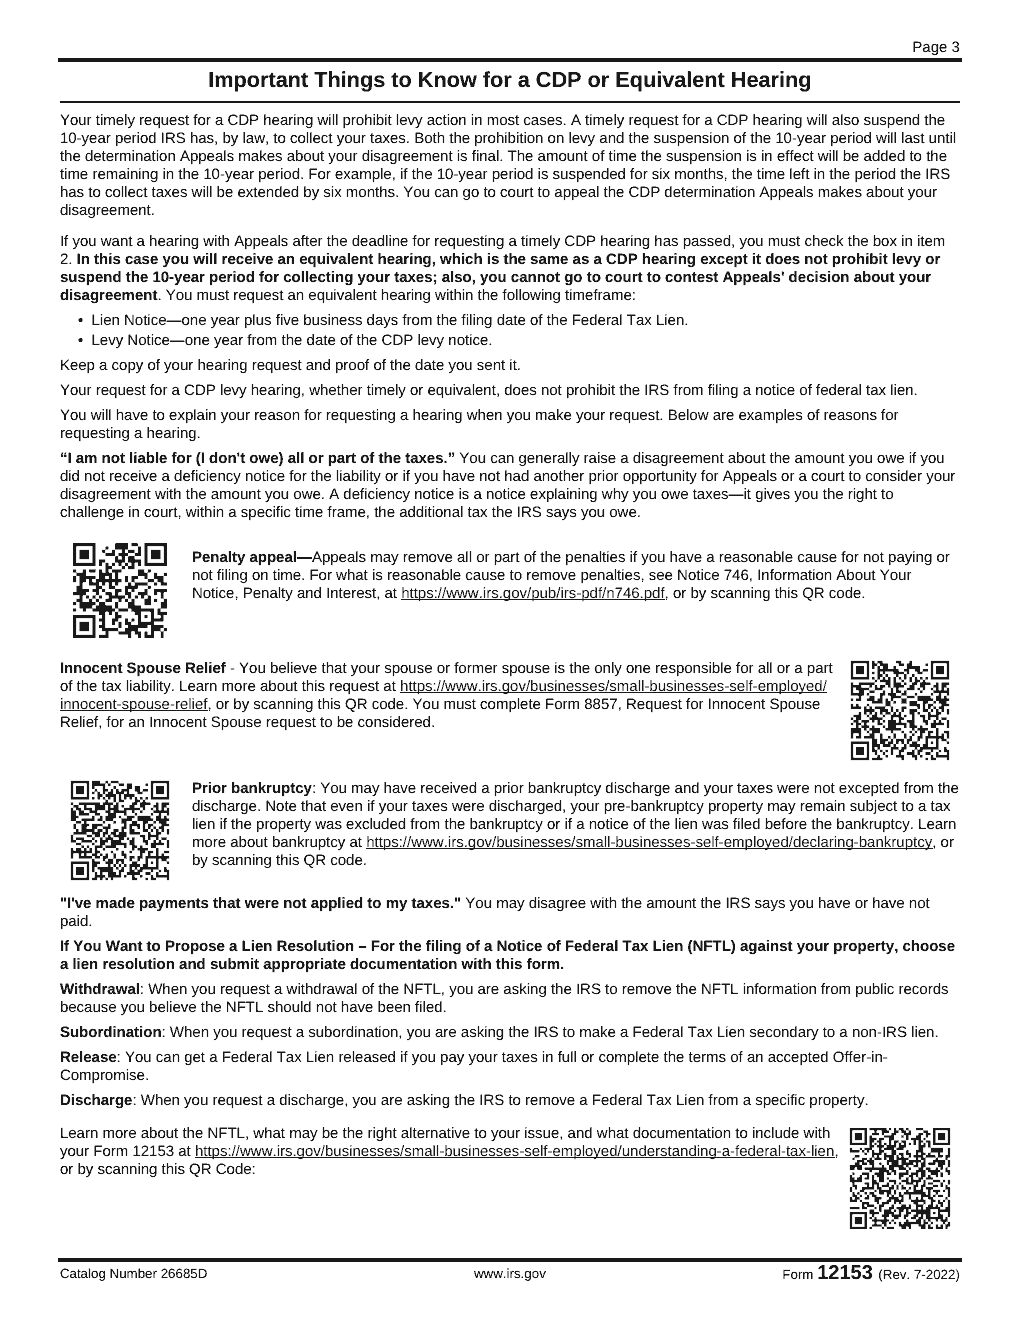 Page 3
Important Things to Know for a CDP or Equivalent Hearing
Your timely request for a CDP hearing will prohibit levy action in most cases. A timely request for a CDP hearing will also suspend the
10-year period IRS has, by law, to collect your taxes. Both the prohibition on levy and the suspension of the 10-year period will last until
the determination Appeals makes about your disagreement is final. The amount of time the suspension is in effect will be added to the
time remaining in the 10-year period. For example, if the 10-year period is suspended for six months, the time left in the period the IRS
has to collect taxes will be extended by six months. You can go to court to appeal the CDP determination Appeals makes about your
disagreement.
If you want a hearing with Appeals after the deadline for requesting a timely CDP hearing has passed, you must check the box in item
2. In this case you will receive an equivalent hearing, which is the same as a CDP hearing except it does not prohibit levy or
suspend the 10-year period for collecting your taxes; also, you cannot go to court to contest Appeals' decision about your
disagreement. You must request an equivalent hearing within the following timeframe:
• Lien Notice—one year plus five business days from the filing date of the Federal Tax Lien.
• Levy Notice—one year from the date of the CDP levy notice.
Keep a copy of your hearing request and proof of the date you sent it.
Your request for a CDP levy hearing, whether timely or equivalent, does not prohibit the IRS from filing a notice of federal tax lien.
You will have to explain your reason for requesting a hearing when you make your request. Below are examples of reasons for
requesting a hearing.
“I am not liable for (I don't owe) all or part of the taxes.” You can generally raise a disagreement about the amount you owe if you
did not receive a deficiency notice for the liability or if you have not had another prior opportunity for Appeals or a court to consider your
disagreement with the amount you owe. A deficiency notice is a notice explaining why you owe taxes—it gives you the right to
challenge in court, within a specific time frame, the additional tax the IRS says you owe.
Penalty appeal—Appeals may remove all or part of the penalties if you have a reasonable cause for not paying or
not filing on time. For what is reasonable cause to remove penalties, see Notice 746, Information About Your
Notice, Penalty and Interest, at https://www.irs.gov/pub/irs-pdf/n746.pdf, or by scanning this QR code.
Innocent Spouse Relief - You believe that your spouse or former spouse is the only one responsible for all or a part
of the tax liability. Learn more about this request at https://www.irs.gov/businesses/small-businesses-self-employed/
innocent-spouse-relief, or by scanning this QR code. You must complete Form 8857, Request for Innocent Spouse
Relief, for an Innocent Spouse request to be considered.
Prior bankruptcy: You may have received a prior bankruptcy discharge and your taxes were not excepted from the
discharge. Note that even if your taxes were discharged, your pre-bankruptcy property may remain subject to a tax
lien if the property was excluded from the bankruptcy or if a notice of the lien was filed before the bankruptcy. Learn
more about bankruptcy at https://www.irs.gov/businesses/small-businesses-self-employed/declaring-bankruptcy, or
by scanning this QR code.
"I've made payments that were not applied to my taxes." You may disagree with the amount the IRS says you have or have not
paid.
If You Want to Propose a Lien Resolution – For the filing of a Notice of Federal Tax Lien (NFTL) against your property, choose
a lien resolution and submit appropriate documentation with this form.
Withdrawal: When you request a withdrawal of the NFTL, you are asking the IRS to remove the NFTL information from public records
because you believe the NFTL should not have been filed.
Subordination: When you request a subordination, you are asking the IRS to make a Federal Tax Lien secondary to a non-IRS lien.
Release: You can get a Federal Tax Lien released if you pay your taxes in full or complete the terms of an accepted Offer-in-
Compromise.
Discharge: When you request a discharge, you are asking the IRS to remove a Federal Tax Lien from a specific property.
Learn more about the NFTL, what may be the right alternative to your issue, and what documentation to include with
your Form 12153 at https://www.irs.gov/businesses/small-businesses-self-employed/understanding-a-federal-tax-lien,
or by scanning this QR Code:
Catalog Number 26685D www.irs.gov Form 12153 (Rev. 7-2022)